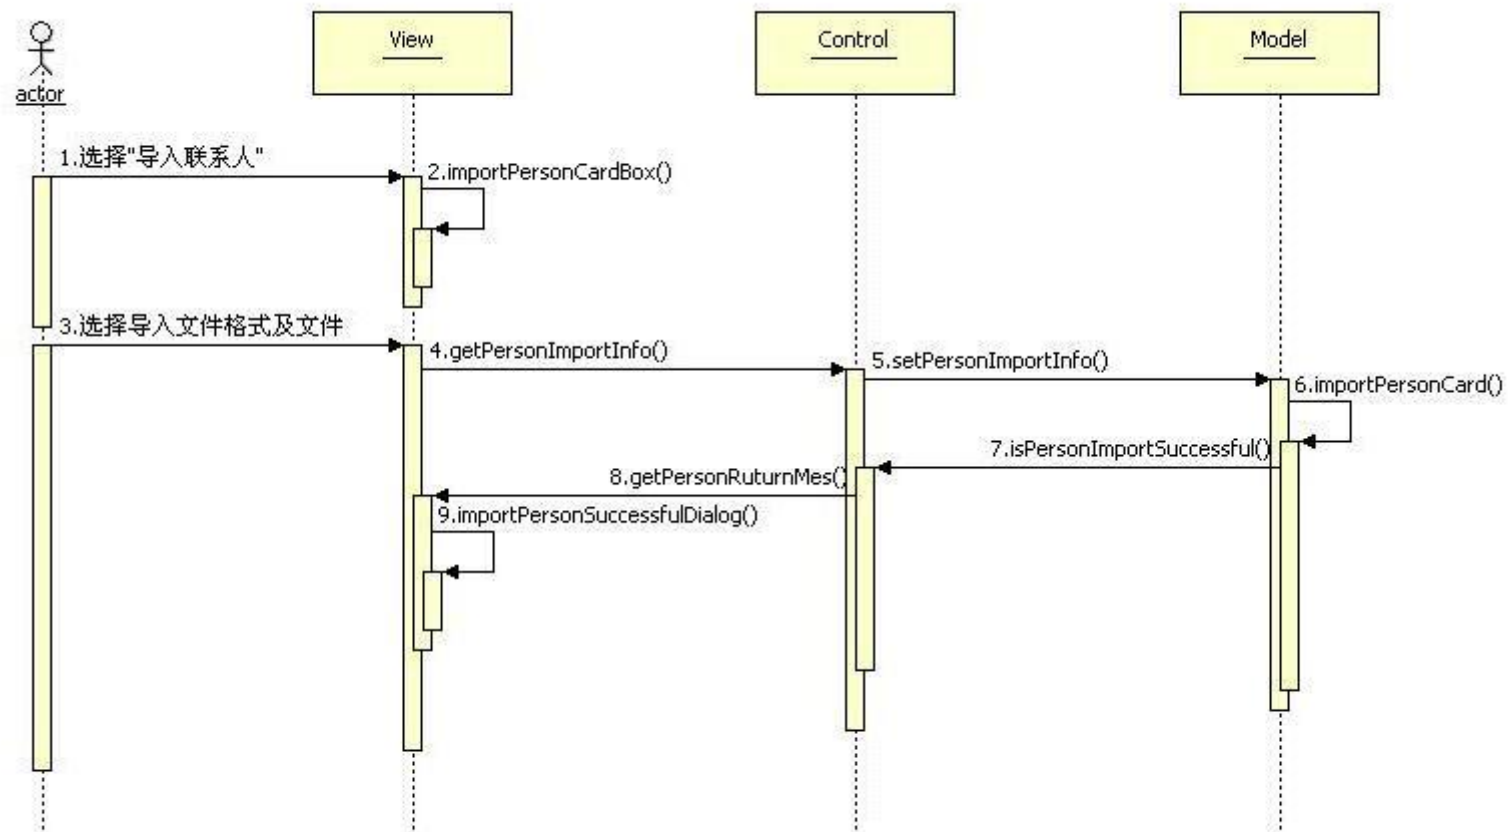 actor
View
Control
Model
1.选择"导入联系人"
2.importPersonCardBox()
3.选择导入文件格式及文件
4.getPersonImportInfo()
5.setPersonImportInfo()
6.importPersonCard()
7.isPersonImportSuccessful()
8.getPersonRuturnMes()
9.importPersonSuccessfulDialog()